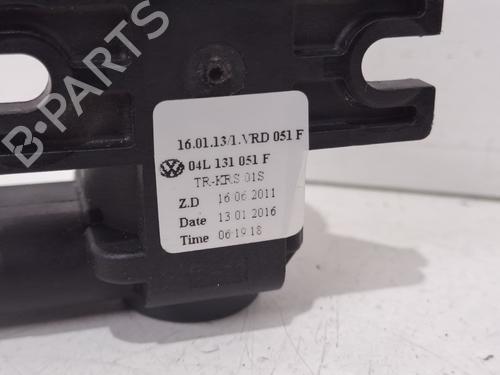 B-PARTS
16.01.13/1.VRD 051 F
04L 131 051 F
TR-KRS 01S
Z.D 16 06 2011
Date 13 01 2016
Time 06 19 18